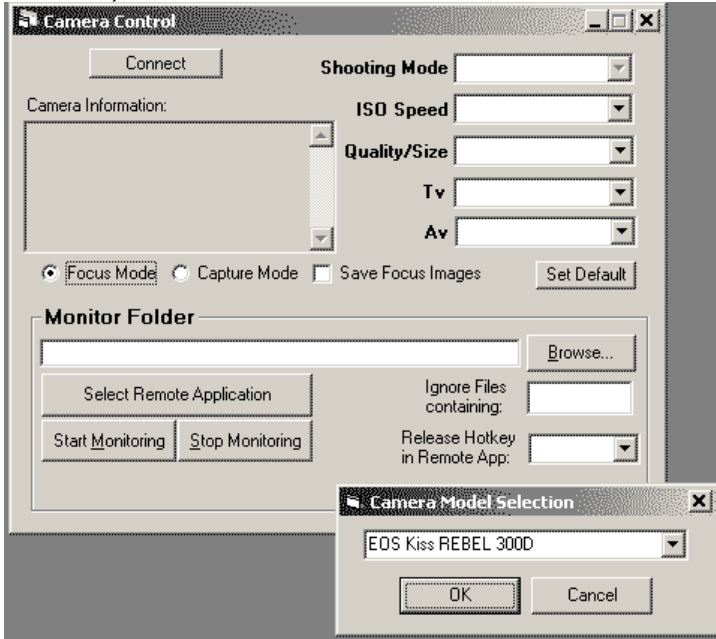 Camera Control
Connect
Shooting Mode
Camera Information:
ISO Speed
Quality/Size
Tv
Av
Focus Mode Capture Mode Save Focus Images Set Default
Monitor Folder
Browse...
Select Remote Application
Ignore Files
containing:
Start Monitoring Stop Monitoring
Release Hotkey
in Remote App:
Camera Model Selection
EOS Kiss REBEL 300D
OK Cancel